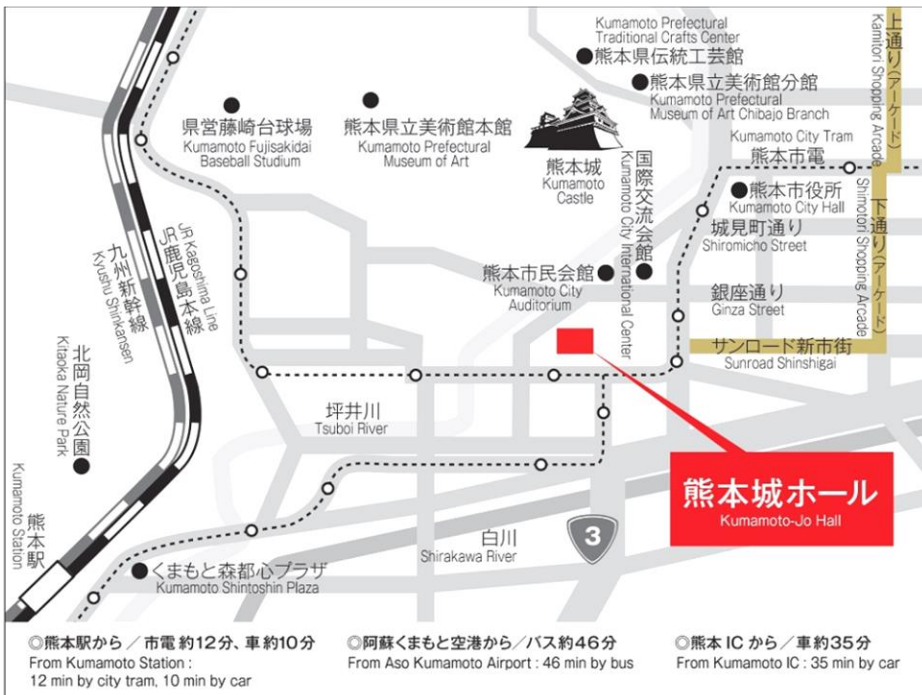 Kumamoto Prefectural
Traditional Crafts Center
熊本県伝統工芸館
熊本県立美術館分館
Kumamoto Prefectural
Museum of Art Chibajo Branch
上通り(アーケード)
Kamitori Shopping Arcade
県営藤崎台球場
Kumamoto Fujisakidai
Baseball Studium
熊本県立美術館本館
Kumamoto Prefectural
Museum of Art
熊本城
Kumamoto
Castle
国際交流会館
Kumamoto City International Center
Kumamoto City Tram
熊本市電
熊本市役所
Kumamoto City Hall
下通り(アーケード)
Shimotori Shopping Arcade
城見町通り
Shiromicho Street
熊本市民会館
Kumamoto City
Auditorium
銀座通り
Ginza Street
サンロード新市街
Sunroad Shinshigai
JR Kagoshima Line
JR鹿児島本線
九州新幹線
Kyushu Shinkansen
北岡自然公園
Kitaoka Nature Park
坪井川
Tsuboi River
熊本城ホール
Kumamoto-Jo Hall
熊本駅
Kumamoto Station
白川
Shirakawa River
3
くまもと森都心プラザ
Kumamoto Shintoshin Plaza
◎熊本駅から／市電約12分、車約10分
From Kumamoto Station :
12 min by city tram, 10 min by car
◎阿蘇くまもと空港から／バス約46分
From Aso Kumamoto Airport : 46 min by bus
◎熊本 IC から／車約35分
From Kumamoto IC : 35 min by car